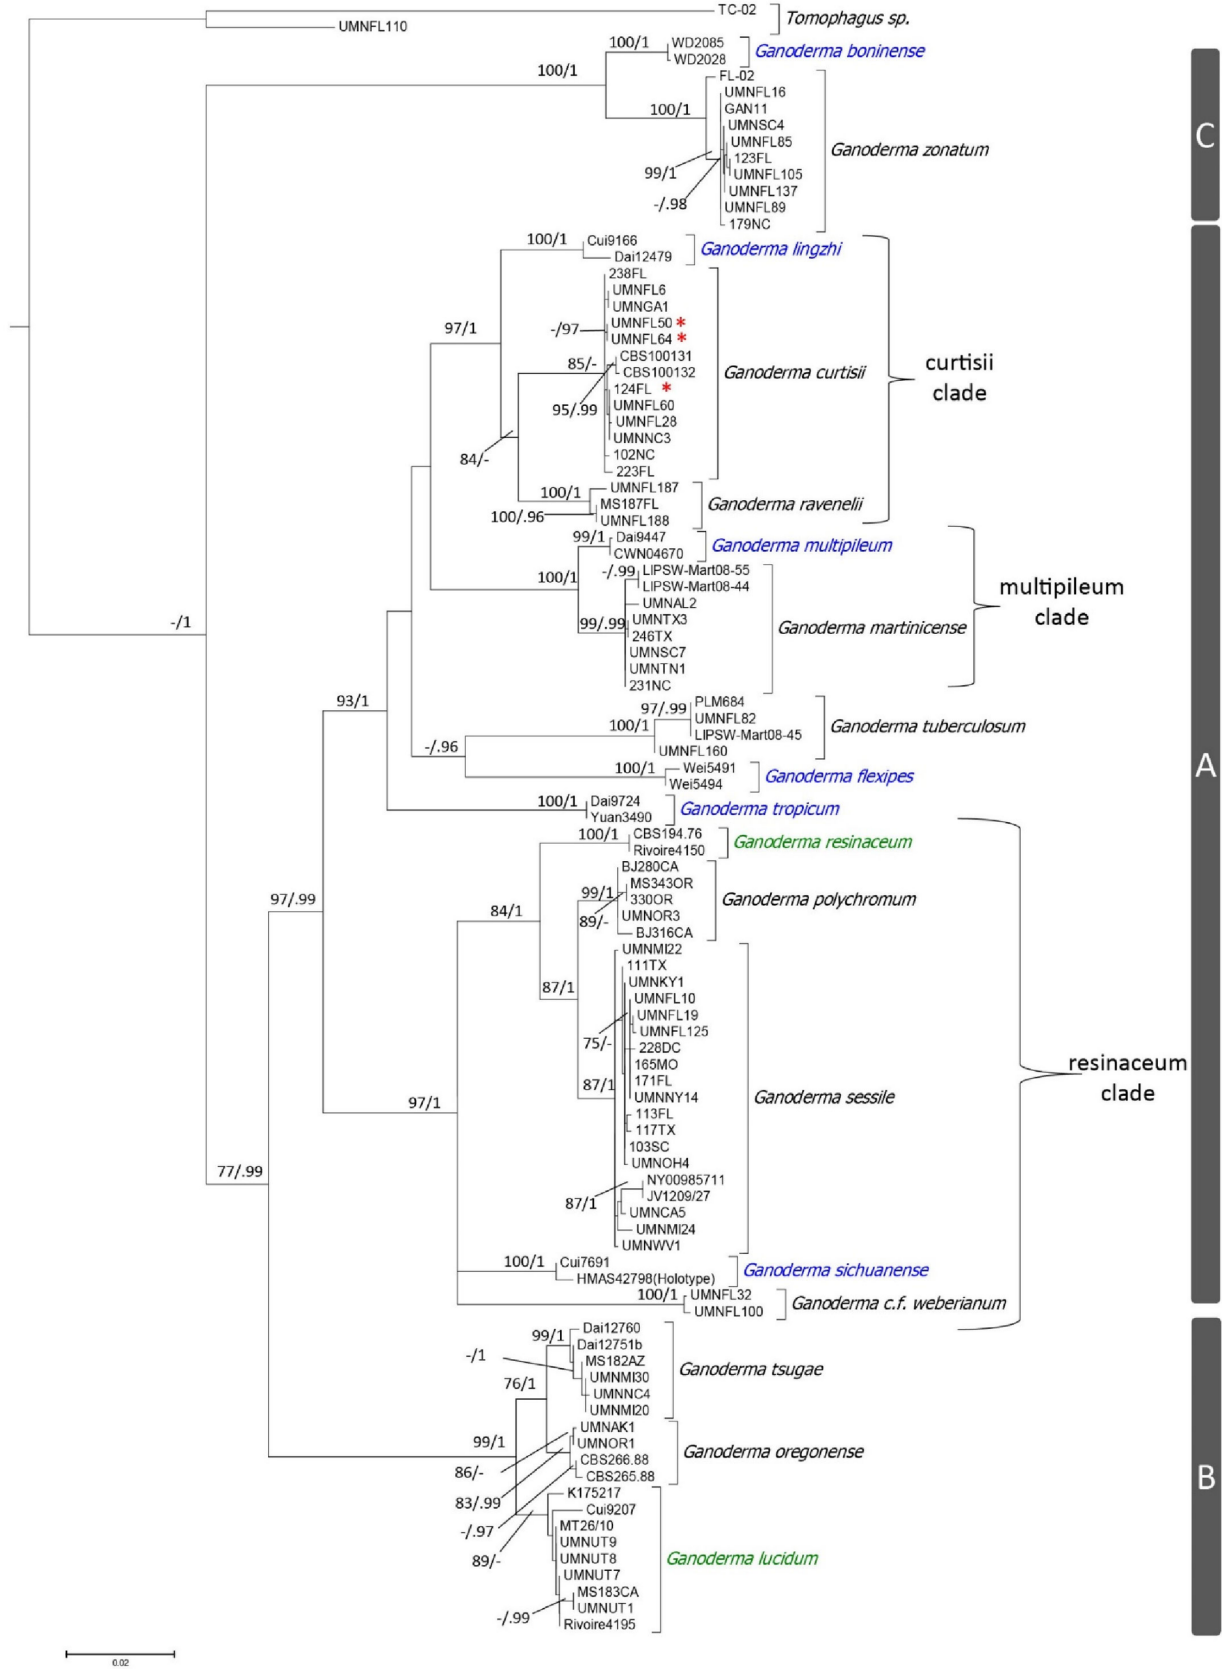 TC-02
Tomophagus sp.
UMNFL110
100/1
WD2085
WD2028
Ganoderma boninense
100/1
FL-02
UMNFL16
GAN11
UMNSC4
UMNFL85
123FL
UMNFL105
UMNFL137
UMNFL89
179NC
100/1
99/1
-/.98
Ganoderma zonatum
C
100/1
Cui9166
Dai12479
Ganoderma lingzhi
97/1
238FL
UMNFL6
UMNGA1
UMNFL50 *
UMNFL64 *
CBS100131
CBS100132
124FL *
UMNFL60
UMNFL28
UMNNC3
102NC
223FL
-/97
85/-
95/.99
84/-
Ganoderma curtisii
curtisii
clade
100/1
100/.96
UMNFL187
MS187FL
UMNFL188
Ganoderma ravenelii
99/1
Dai9447
CWN04670
Ganoderma multipileum
100/1
-/.99
LIPSW-Mart08-55
LIPSW-Mart08-44
UMNAL2
UMNTX3
246TX
UMNSC7
UMNTN1
231NC
99/.99
Ganoderma martinicense
multipileum
clade
-/1
93/1
97/.99
PLM684
UMNFL82
LIPSW-Mart08-45
UMNFL160
100/1
Ganoderma tuberculosum
-/.96
100/1
Wei5491
Wei5494
Ganoderma flexipes
A
100/1
Dai9724
Yuan3490
Ganoderma tropicum
100/1
CBS194.76
Rivoire4150
Ganoderma resinaceum
97/.99
84/1
99/1
89/-
BJ280CA
MS343OR
330OR
UMNOR3
BJ316CA
Ganoderma polychromum
87/1
UMNMI22
111TX
UMNKY1
UMNFL10
UMNFL19
UMNFL125
228DC
165MO
171FL
UMNNY14
113FL
117TX
103SC
UMNOH4
NY00985711
JV1209/27
UMNCA5
UMNMI24
UMNWV1
75/-
87/1
87/1
Ganoderma sessile
resinaceum
clade
97/1
77/.99
100/1
Cui7691
HMAS42798(Holotype)
Ganoderma sichuanense
100/1
UMNFL32
UMNFL100
Ganoderma c.f. weberianum
99/1
-/1
Dai12760
Dai12751b
MS182AZ
UMNMI30
UMNNC4
UMNMI20
Ganoderma tsugae
76/1
99/1
86/-
83/.99
-/.97
UMNAK1
UMNOR1
CBS266.88
CBS265.88
Ganoderma oregonense
B
89/-
K175217
Cui9207
MT26/10
UMNUT9
UMNUT8
UMNUT7
MS183CA
UMNUT1
Rivoire4195
-/.99
Ganoderma lucidum
0.02